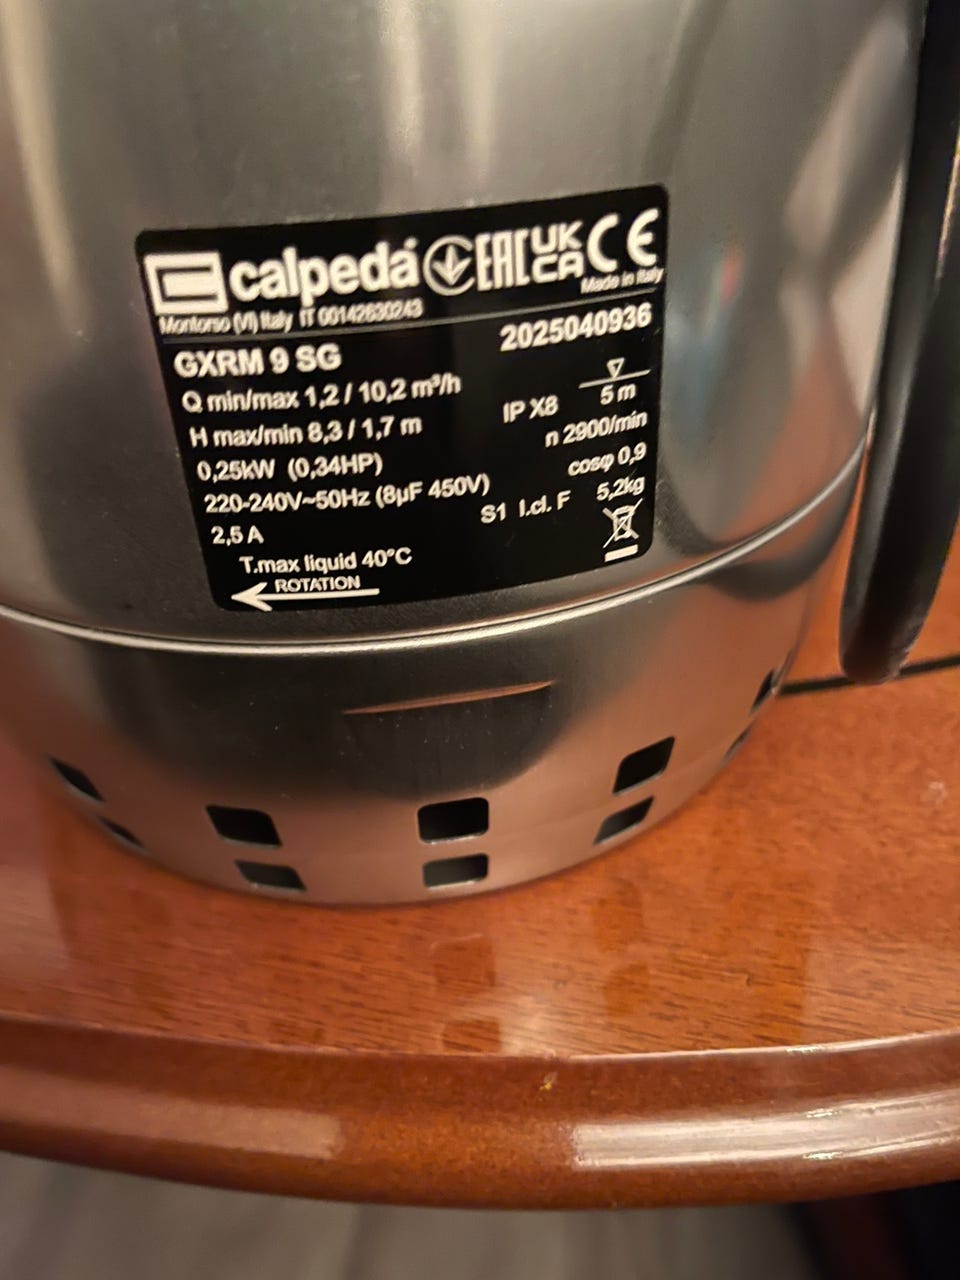 calpeda EAC UK CA CE
Made in Italy
Montorso (VI) Italy IT 00142630243
GXRM 9 SG 2025040936
Q min/max 1,2 / 10,2 m³/h
IP X8 5 m
H max/min 8,3 / 1,7 m
n 2900/min
0,25kW (0,34HP)
cosφ 0,9
220-240V~50Hz (8µF 450V)
S1 I.cl. F 5,2kg
2,5 A
T.max liquid 40°C
ROTATION